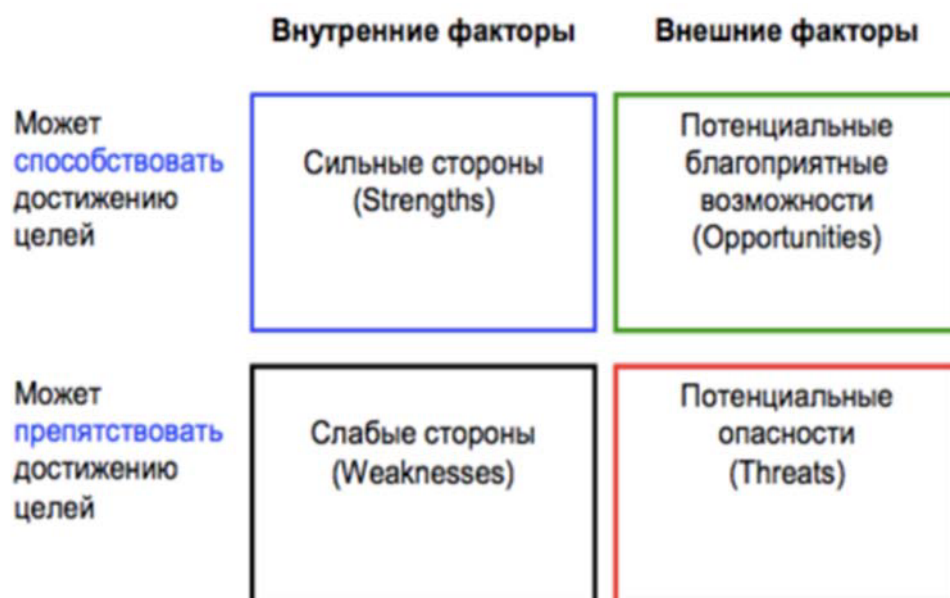 Внутренние факторы
Внешние факторы
Может
способствовать
достижению
целей
Сильные стороны
(Strengths)
Потенциальные
благоприятные
возможности
(Opportunities)
Может
препятствовать
достижению
целей
Слабые стороны
(Weaknesses)
Потенциальные
опасности
(Threats)